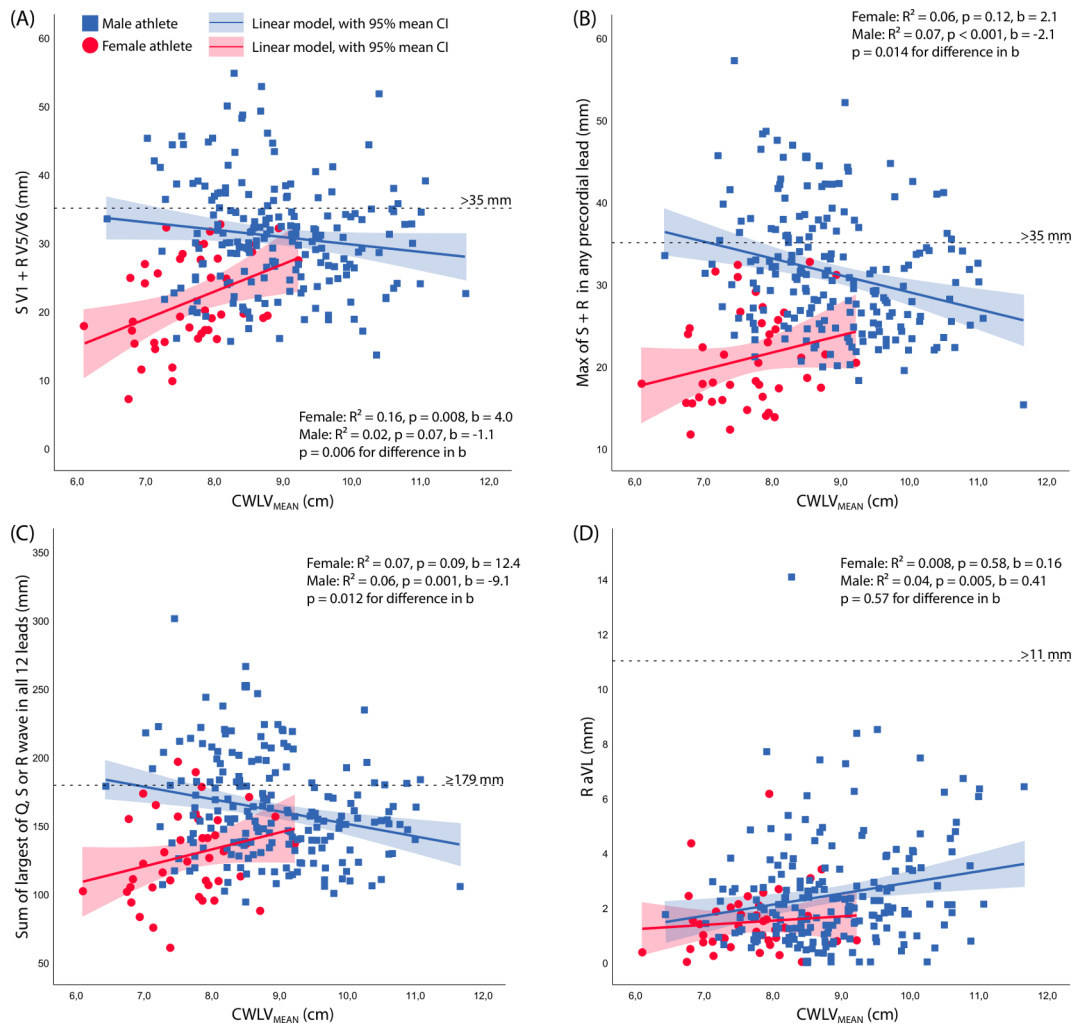 (A)
Male athlete
Linear model, with 95% mean CI
Female athlete
Linear model, with 95% mean CI
60
50
40
30
20
10
0
S V1 + R V5/V6 (mm)
>35 mm
Female: R² = 0.16, p = 0.008, b = 4.0
Male: R² = 0.02, p = 0.07, b = -1.1
p = 0.006 for difference in b
6,0 7,0 8,0 9,0 10,0 11,0 12,0
CWLVMEAN (cm)
(B)
Female: R² = 0.06, p = 0.12, b = 2.1
Male: R² = 0.07, p < 0.001, b = -2.1
p = 0.014 for difference in b
60
50
40
30
20
10
Max of S + R in any precordial lead (mm)
>35 mm
6,0 7,0 8,0 9,0 10,0 11,0 12,0
CWLVMEAN (cm)
(C)
Female: R² = 0.07, p = 0.09, b = 12.4
Male: R² = 0.06, p = 0.001, b = -9.1
p = 0.012 for difference in b
350
300
250
200
150
100
50
Sum of largest of Q, S or R wave in all 12 leads (mm)
≥179 mm
6,0 7,0 8,0 9,0 10,0 11,0 12,0
CWLVMEAN (cm)
(D)
Female: R² = 0.008, p = 0.58, b = 0.16
Male: R² = 0.04, p = 0.005, b = 0.41
p = 0.57 for difference in b
14
12
10
8
6
4
2
0
R aVL (mm)
>11 mm
6,0 7,0 8,0 9,0 10,0 11,0 12,0
CWLVMEAN (cm)